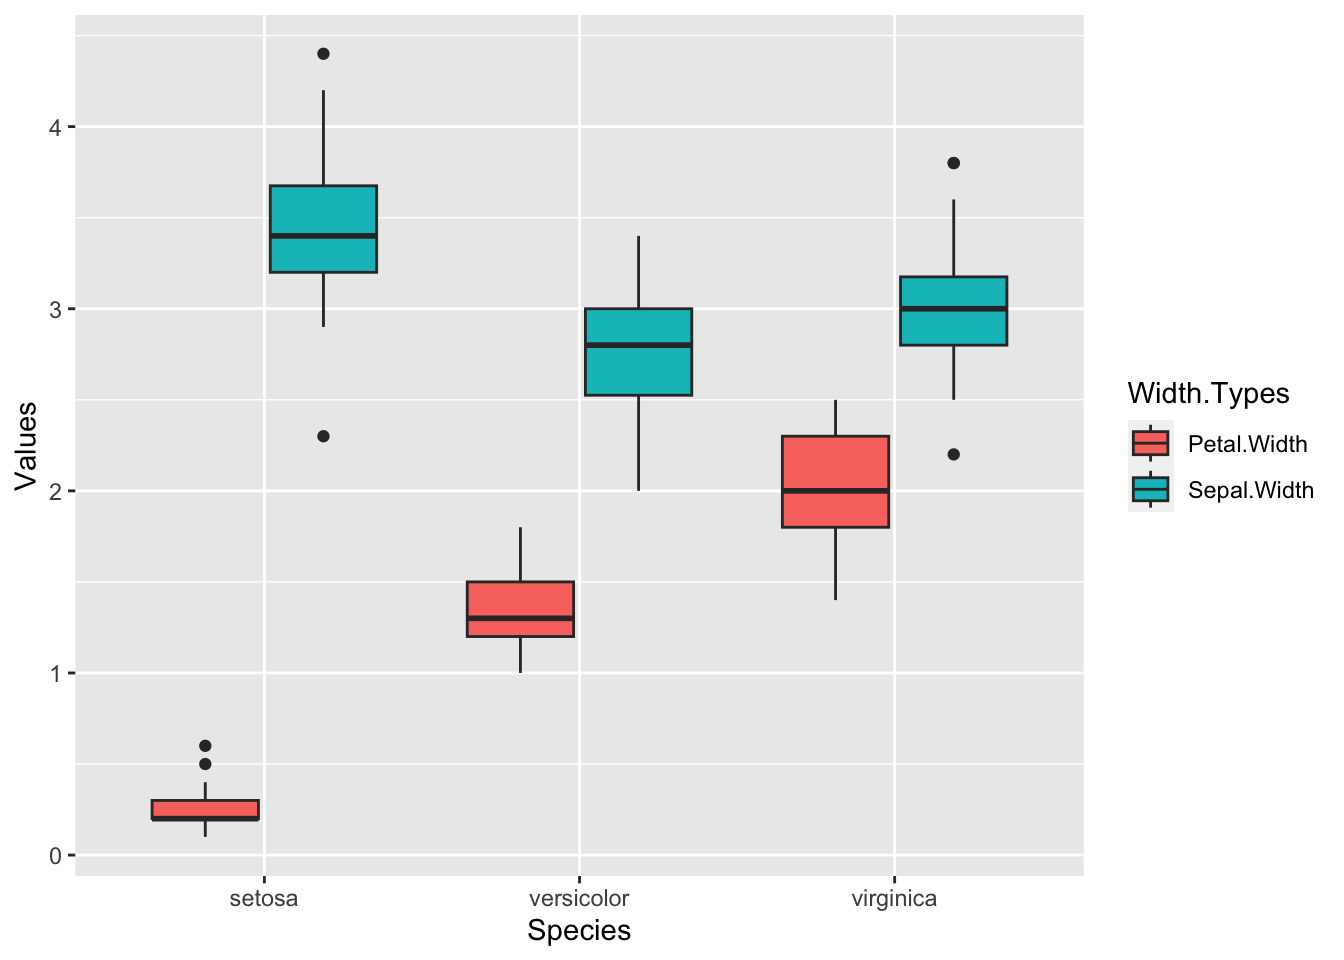 4
3
2
1
0
Values
setosa
versicolor
virginica
Species
Width.Types
Petal.Width
Sepal.Width